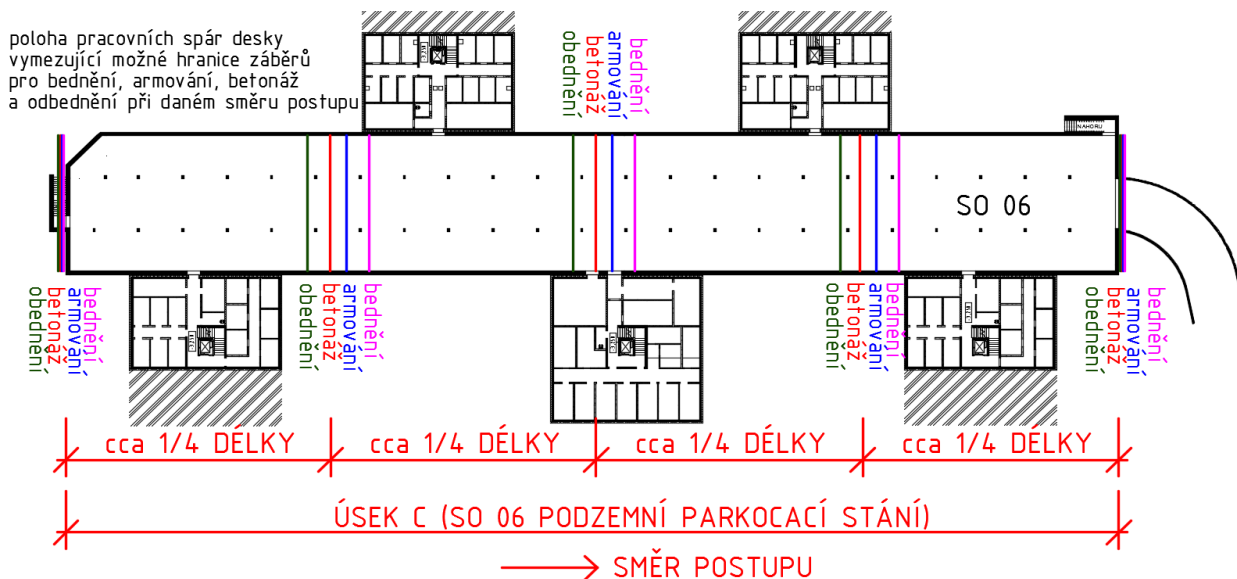 poloha pracovních spár desky
vymezující možné hranice záběrů
pro bednění, armování, betonáž
a odbednění při daném směru postupu
bednění
armování
betonáž
obednění
NAHORU
SO 06
bednění
armování
betonáž
obednění
bednění
armování
betonáž
obednění
bednění
armování
betonáž
obednění
bednění
armování
betonáž
obednění
cca 1/4 DÉLKY
cca 1/4 DÉLKY
cca 1/4 DÉLKY
cca 1/4 DÉLKY
ÚSEK C (SO 06 PODZEMNÍ PARKOCACÍ STÁNÍ)
SMĚR POSTUPU